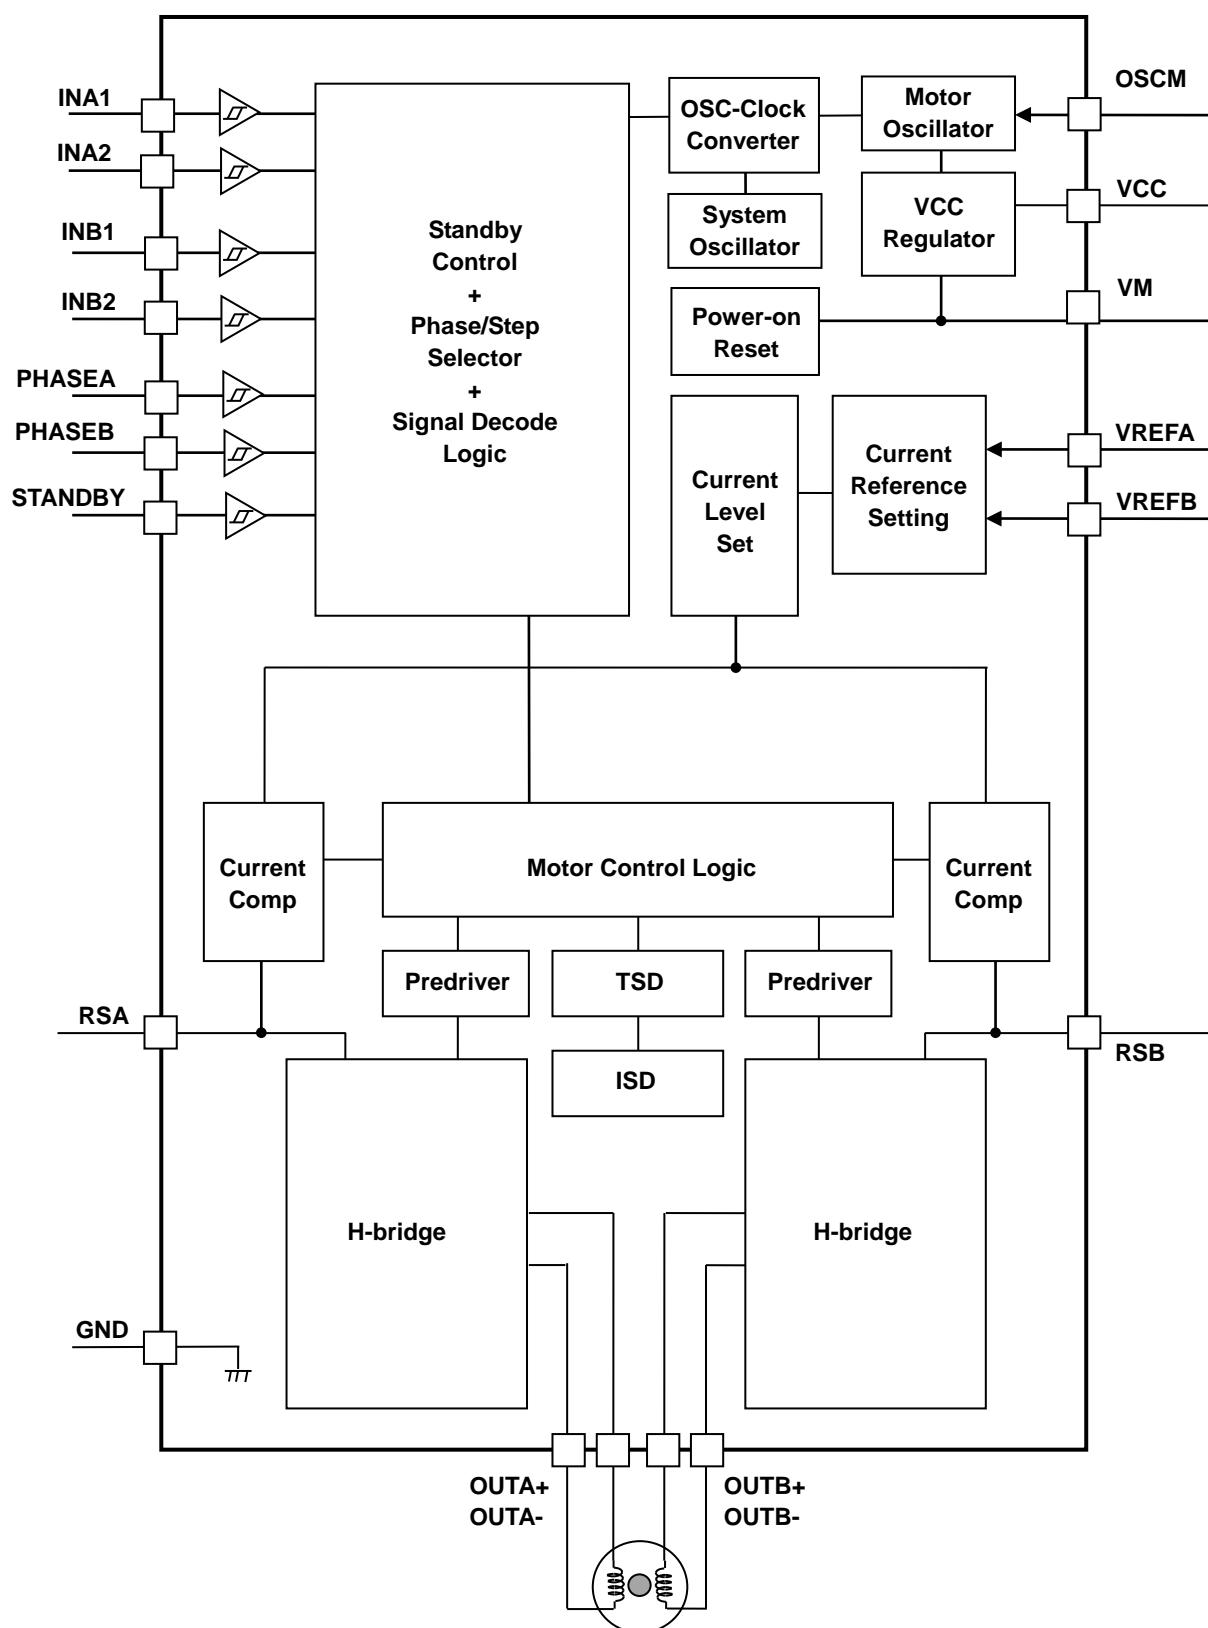 INA1
INA2
INB1
INB2
PHASEA
PHASEB
STANDBY
Standby
Control
+
Phase/Step
Selector
+
Signal Decode
Logic
OSC-Clock
Converter
Motor
Oscillator
System
Oscillator
VCC
Regulator
Power-on
Reset
Current
Level
Set
Current
Reference
Setting
OSCM
VCC
VM
VREFA
VREFB
Current
Comp
Motor Control Logic
Current
Comp
Predriver
TSD
Predriver
RSA
ISD
RSB
H-bridge
H-bridge
GND
OUTA+
OUTA-
OUTB+
OUTB-